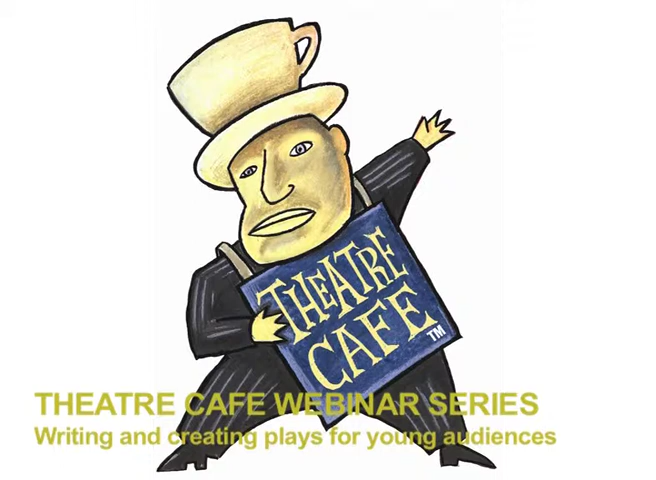 THEATRE
CAFE
TM
THEATRE CAFE WEBINAR SERIES
Writing and creating plays for young audiences